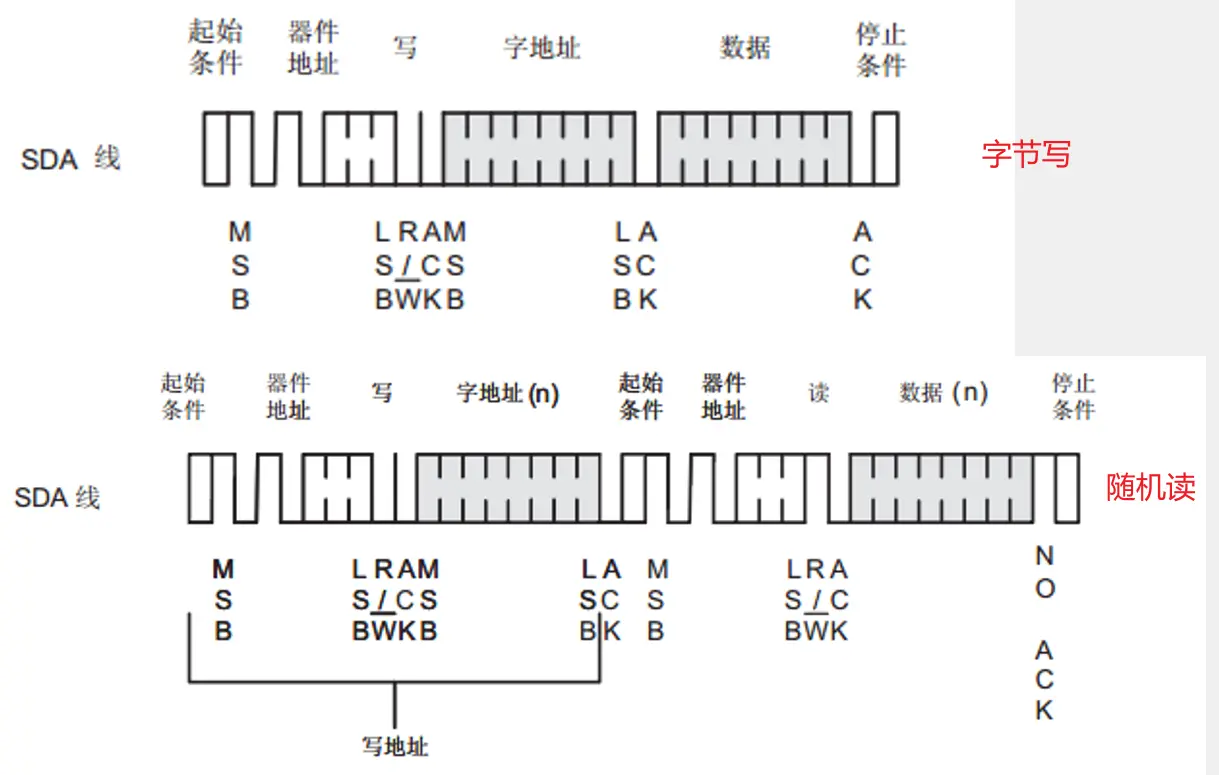 起始 器件 写 字地址 数据 停止
条件 地址 条件
SDA 线
字节写
M L R A M L A A
S S / C S S C C
B B W K B B K K
起始 器件 写 字地址(n) 起始 器件 读 数据(n) 停止
条件 地址 条件 地址 条件
SDA 线
随机读
M L R A M L A M L R A N
S S / C S S C S S / C O
B B W K B B K B B W K
A
C
K
写地址